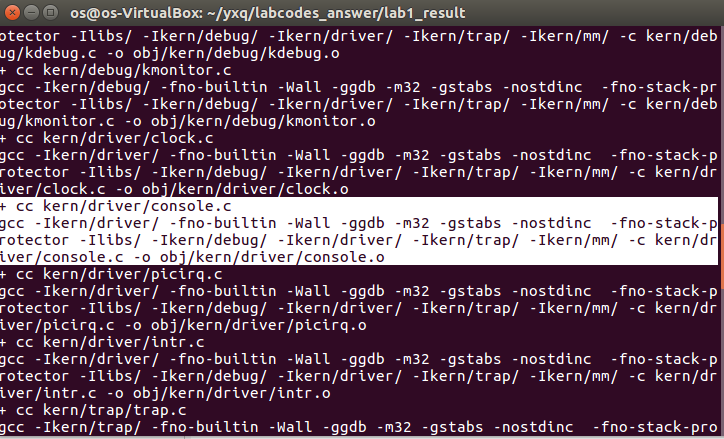 os@os-VirtualBox: ~/yxq/labcodes_answer/lab1_result
otector -Ilibs/ -Ikern/debug/ -Ikern/driver/ -Ikern/trap/ -Ikern/mm/ -c kern/deb
ug/kdebug.c -o obj/kern/debug/kdebug.o
+ cc kern/debug/kmonitor.c
gcc -Ikern/debug/ -fno-builtin -Wall -ggdb -m32 -gstabs -nostdinc  -fno-stack-pr
otector -Ilibs/ -Ikern/debug/ -Ikern/driver/ -Ikern/trap/ -Ikern/mm/ -c kern/deb
ug/kmonitor.c -o obj/kern/debug/kmonitor.o
+ cc kern/driver/clock.c
gcc -Ikern/driver/ -fno-builtin -Wall -ggdb -m32 -gstabs -nostdinc  -fno-stack-p
rotector -Ilibs/ -Ikern/debug/ -Ikern/driver/ -Ikern/trap/ -Ikern/mm/ -c kern/dr
iver/clock.c -o obj/kern/driver/clock.o
+ cc kern/driver/console.c
gcc -Ikern/driver/ -fno-builtin -Wall -ggdb -m32 -gstabs -nostdinc  -fno-stack-p
rotector -Ilibs/ -Ikern/debug/ -Ikern/driver/ -Ikern/trap/ -Ikern/mm/ -c kern/dr
iver/console.c -o obj/kern/driver/console.o
+ cc kern/driver/picirq.c
gcc -Ikern/driver/ -fno-builtin -Wall -ggdb -m32 -gstabs -nostdinc  -fno-stack-p
rotector -Ilibs/ -Ikern/debug/ -Ikern/driver/ -Ikern/trap/ -Ikern/mm/ -c kern/dr
iver/picirq.c -o obj/kern/driver/picirq.o
+ cc kern/driver/intr.c
gcc -Ikern/driver/ -fno-builtin -Wall -ggdb -m32 -gstabs -nostdinc  -fno-stack-p
rotector -Ilibs/ -Ikern/debug/ -Ikern/driver/ -Ikern/trap/ -Ikern/mm/ -c kern/dr
iver/intr.c -o obj/kern/driver/intr.o
+ cc kern/trap/trap.c
gcc -Ikern/trap/ -fno-builtin -Wall -ggdb -m32 -gstabs -nostdinc  -fno-stack-pro